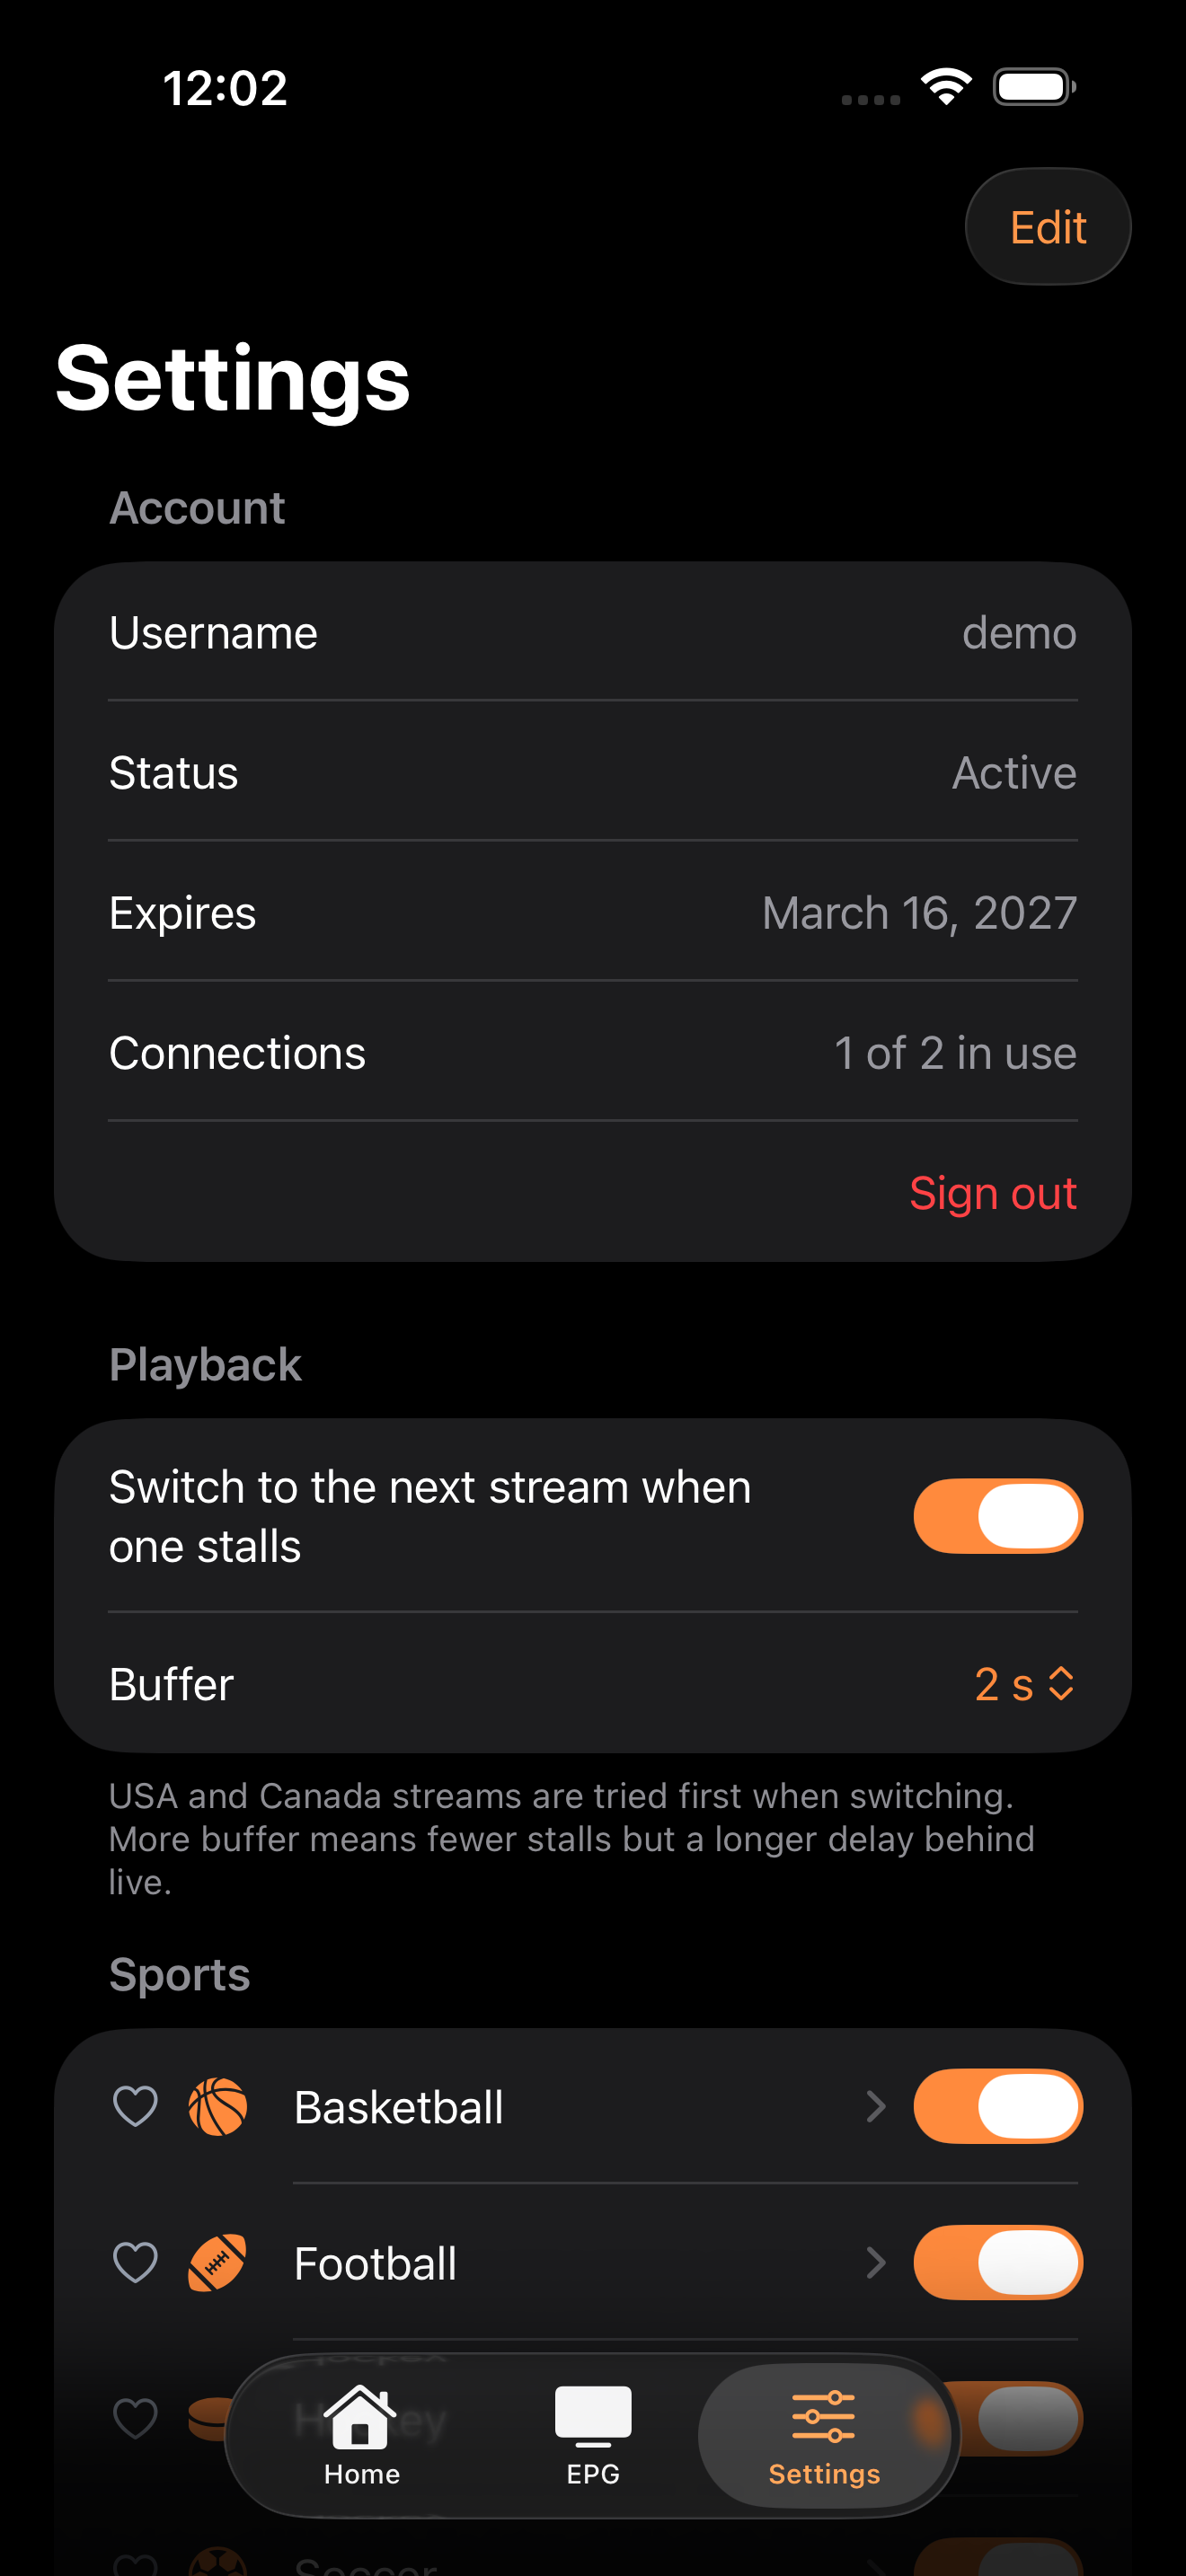 12:02
Edit
Settings
Account
Username
demo
Status
Active
Expires
March 16, 2027
Connections
1 of 2 in use
Sign out
Playback
Switch to the next stream when
one stalls
Buffer
2 s
USA and Canada streams are tried first when switching.
More buffer means fewer stalls but a longer delay behind
live.
Sports
Basketball
Football
Hockey
Home
EPG
Settings
Soccer